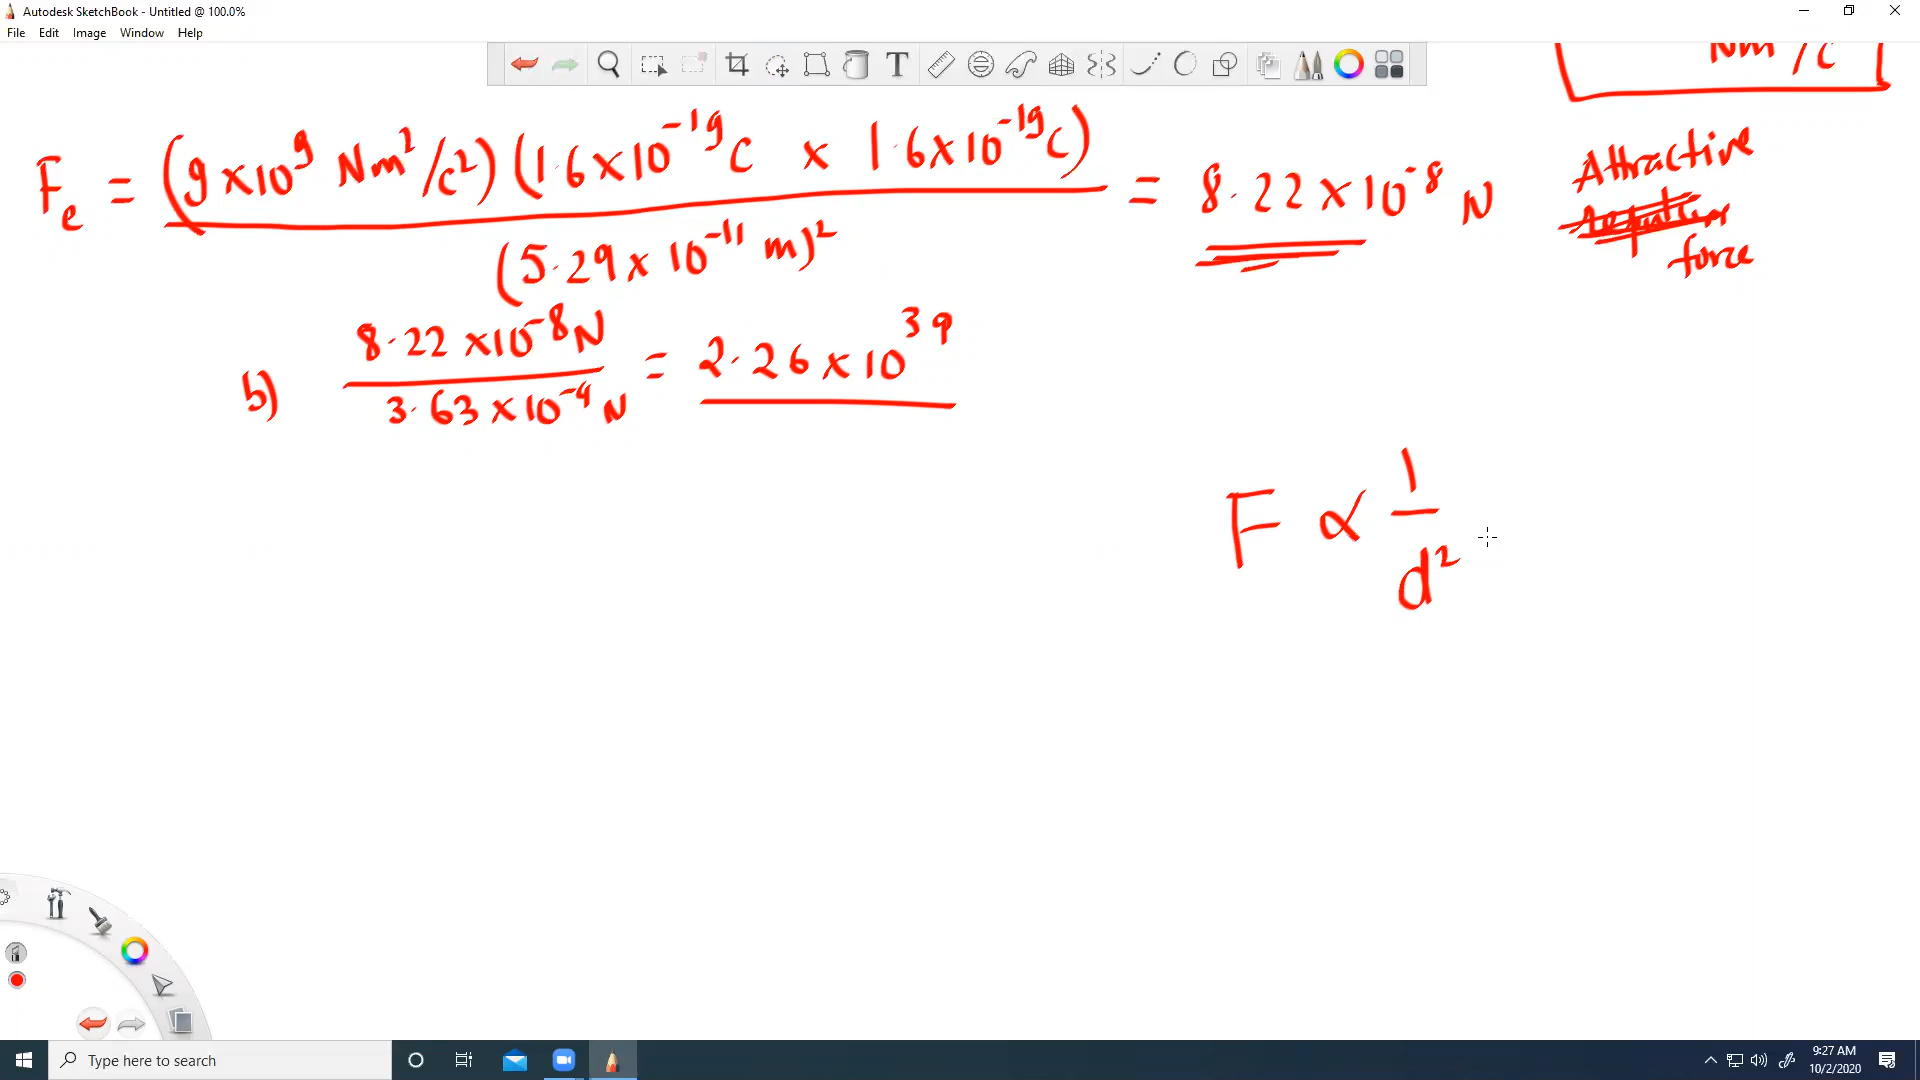 Autodesk SketchBook - Untitled @ 100.0%
File Edit Image Window Help
T
Nm /C
Fe = (9×10⁹ Nm²/c²) (1.6×10⁻¹⁹C × 1.6×10⁻¹⁹C) / (5.29×10⁻¹¹ m)² = 8.22×10⁻⁸ N
Attractive
force
b) 8.22×10⁻⁸N / 3.63×10⁻⁴ N = 2.26×10³⁹
F ∝ 1/d²
Type here to search
9:27 AM
10/2/2020